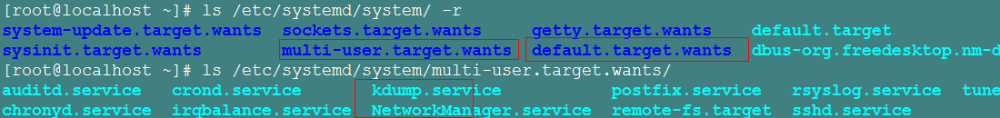 [root@localhost ~]# ls /etc/systemd/system/ -r
system-update.target.wants sockets.target.wants getty.target.wants default.target
sysinit.target.wants multi-user.target.wants default.target.wants dbus-org.freedesktop.nm-d
[root@localhost ~]# ls /etc/systemd/system/multi-user.target.wants/
auditd.service crond.service kdump.service postfix.service rsyslog.service tune
chronyd.service irqbalance.service NetworkManager.service remote-fs.target sshd.service